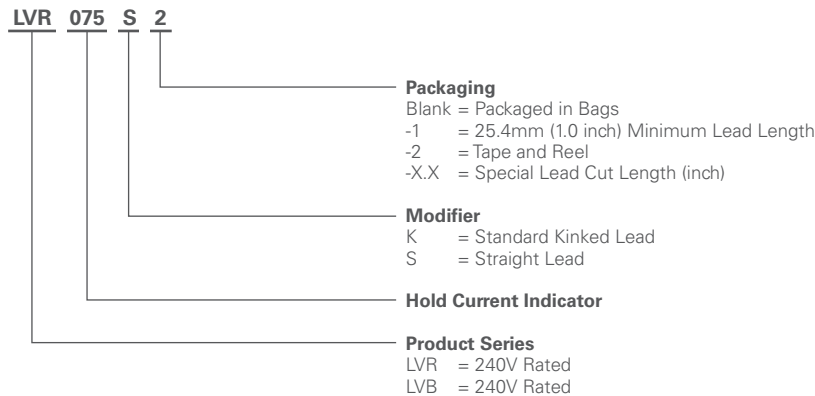 LVR 075 S 2
Packaging
Blank = Packaged in Bags
-1 = 25.4mm (1.0 inch) Minimum Lead Length
-2 = Tape and Reel
-X.X = Special Lead Cut Length (inch)
Modifier
K = Standard Kinked Lead
S = Straight Lead
Hold Current Indicator
Product Series
LVR = 240V Rated
LVB = 240V Rated